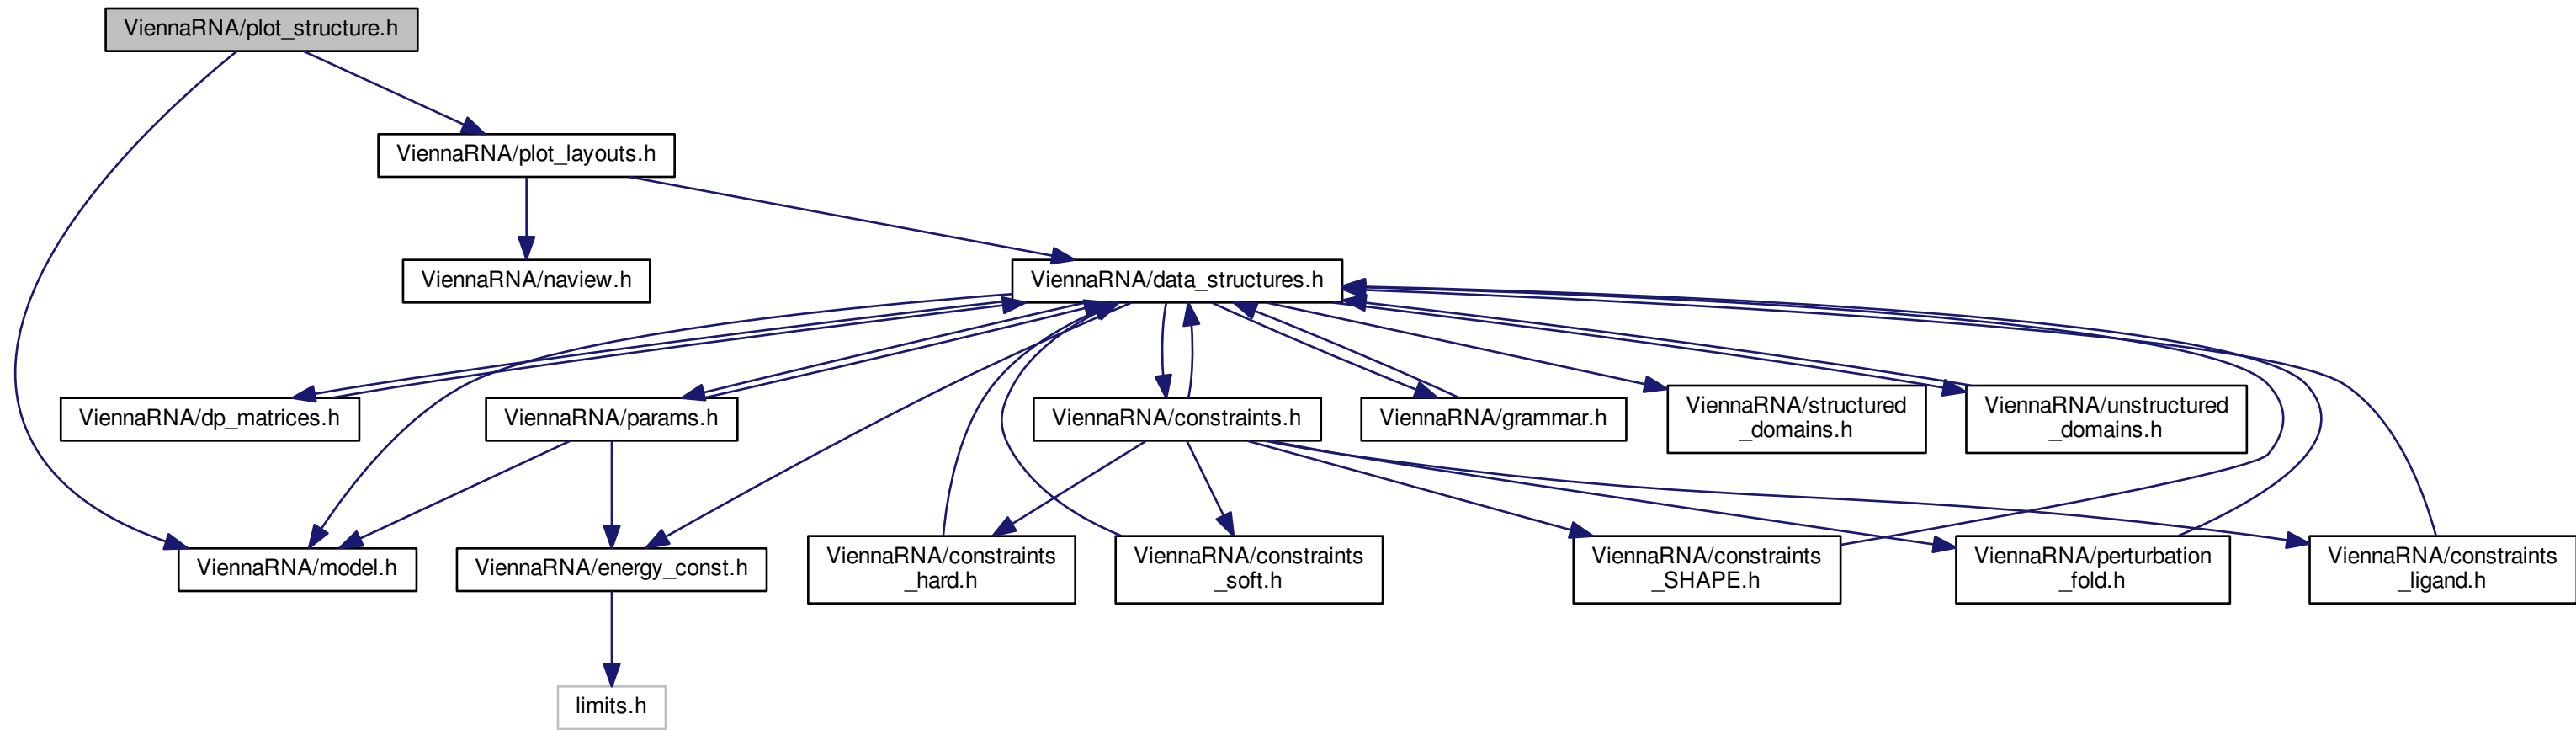 ViennaRNA/plot_structure.h
ViennaRNA/plot_layouts.h
ViennaRNA/naview.h
ViennaRNA/data_structures.h
ViennaRNA/dp_matrices.h
ViennaRNA/params.h
ViennaRNA/constraints.h
ViennaRNA/grammar.h
ViennaRNA/structured
_domains.h
ViennaRNA/unstructured
_domains.h
ViennaRNA/model.h
ViennaRNA/energy_const.h
ViennaRNA/constraints
_hard.h
ViennaRNA/constraints
_soft.h
ViennaRNA/constraints
_SHAPE.h
ViennaRNA/perturbation
_fold.h
ViennaRNA/constraints
_ligand.h
limits.h